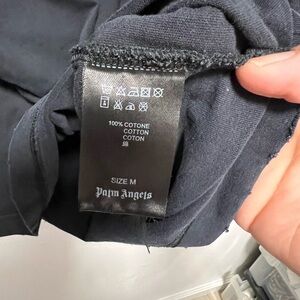 100% COTONE
COTTON
COTON
棉
SIZE M
Palm Angels